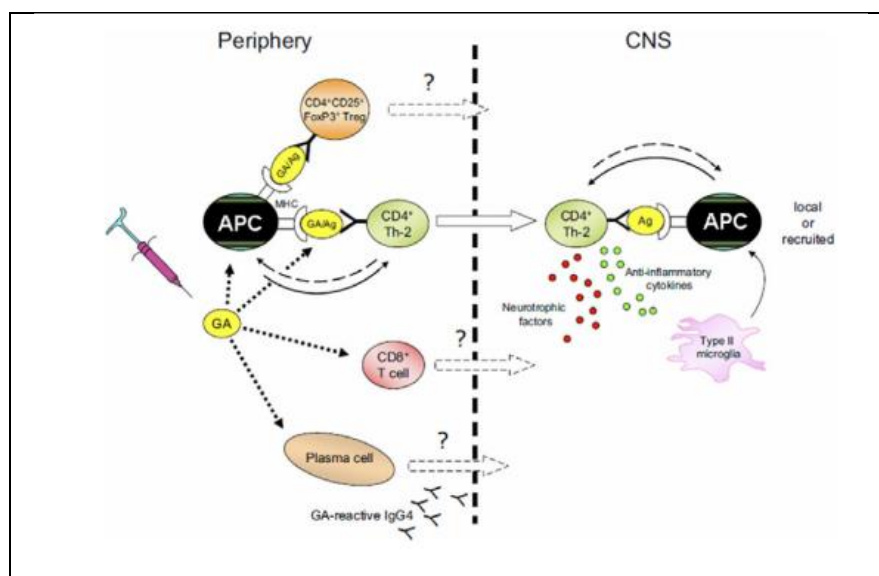 Periphery
CNS
?
CD4⁺CD25⁺
FoxP3⁺ Treg
GA/Ag
MHC
APC
GA/Ag
CD4⁺
Th-2
CD4⁺
Th-2
Ag
APC
local
or
recruited
Anti-inflammatory
cytokines
Neurotrophic
factors
Type II
microglia
GA
?
CD8⁺
T cell
?
Plasma cell
GA-reactive IgG4